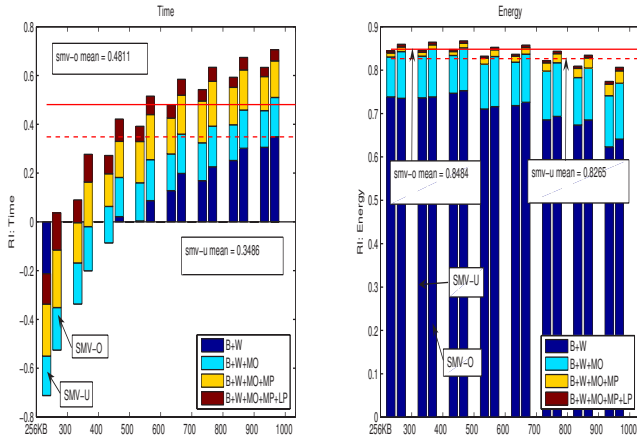 Time
0.8
0.6
0.4
0.2
0
−0.2
−0.4
−0.6
−0.8
RI: Time
smv−o mean = 0.4811
smv−u mean = 0.3486
SMV−O
SMV−U
B+W
B+W+MO
B+W+MO+MP
B+W+MO+MP+LP
256KB 300 400 500 600 700 800 900 1000
Energy
0.9
0.8
0.7
0.6
0.5
0.4
0.3
0.2
0.1
0
RI: Energy
smv−o mean = 0.8484
smv−u mean = 0.8265
SMV−U
SMV−O
B+W
B+W+MO
B+W+MO+MP
B+W+MO+MP+LP
256KB 300 400 500 600 700 800 900 1000